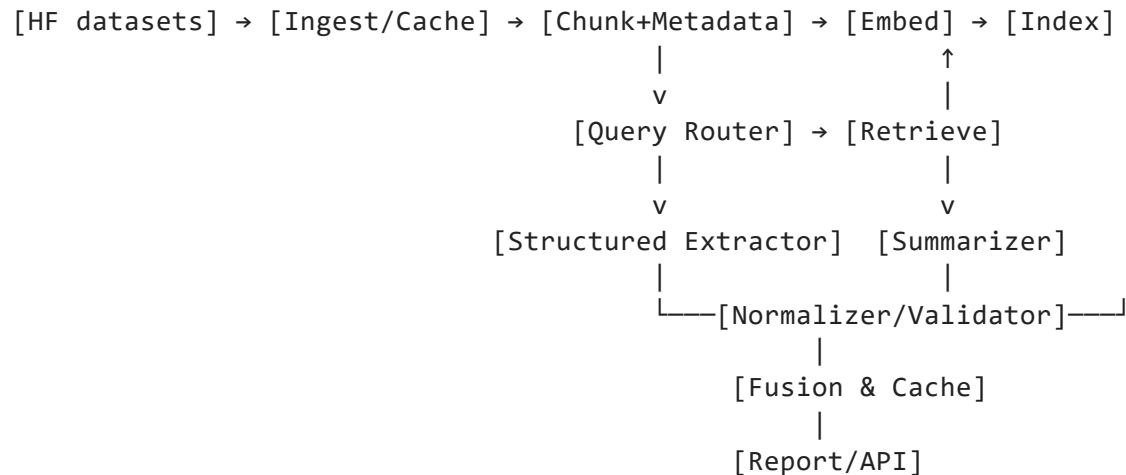 [HF datasets] → [Ingest/Cache] → [Chunk+Metadata] → [Embed] → [Index]
[Query Router] → [Retrieve]
[Structured Extractor] [Summarizer]
[Normalizer/Validator]
[Fusion & Cache]
[Report/API]